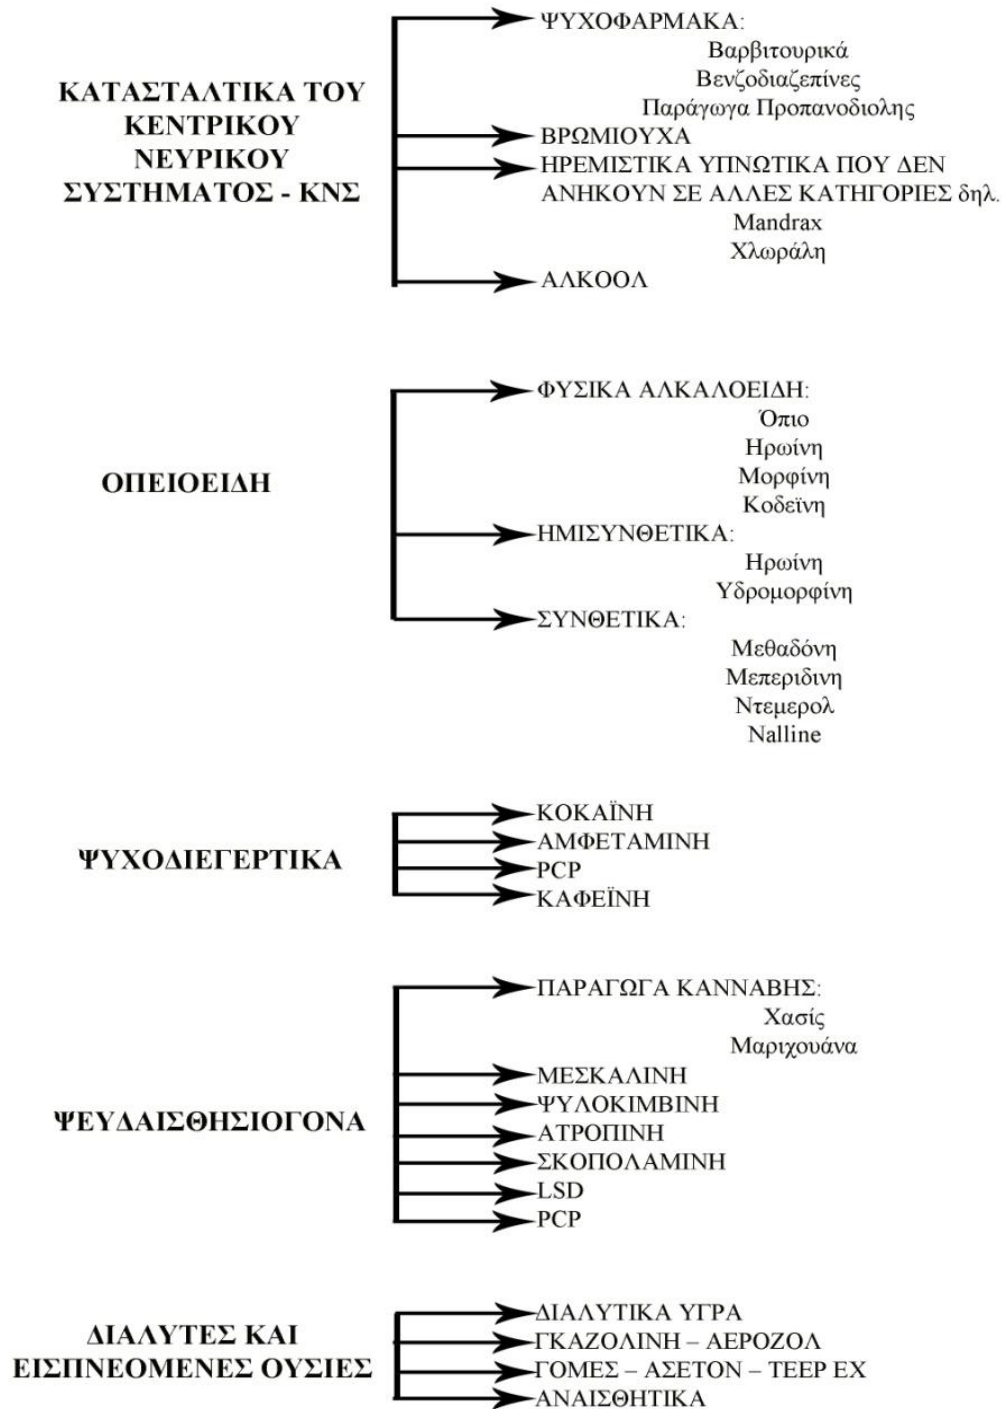 ΚΑΤΑΣΤΑΛΤΙΚΑ ΤΟΥ
ΚΕΝΤΡΙΚΟΥ
ΝΕΥΡΙΚΟΥ
ΣΥΣΤΗΜΑΤΟΣ - ΚΝΣ
ΨΥΧΟΦΑΡΜΑΚΑ:
Βαρβιτουρικά
Βενζοδιαζεπίνες
Παράγωγα Προπανοδιολης
ΒΡΩΜΙΟΥΧΑ
ΗΡΕΜΙΣΤΙΚΑ ΥΠΝΩΤΙΚΑ ΠΟΥ ΔΕΝ
ΑΝΗΚΟΥΝ ΣΕ ΑΛΛΕΣ ΚΑΤΗΓΟΡΙΕΣ δηλ.
Mandrax
Χλωράλη
ΑΛΚΟΟΛ
ΟΠΕΙΟΕΙΔΗ
ΦΥΣΙΚΑ ΑΛΚΑΛΟΕΙΔΗ:
Όπιο
Ηρωίνη
Μορφίνη
Κοδεϊνη
ΗΜΙΣΥΝΘΕΤΙΚΑ:
Ηρωίνη
Υδρομορφίνη
ΣΥΝΘΕΤΙΚΑ:
Μεθαδόνη
Μεπεριδινη
Ντεμερολ
Nalline
ΨΥΧΟΔΙΕΓΕΡΤΙΚΑ
ΚΟΚΑΪΝΗ
ΑΜΦΕΤΑΜΙΝΗ
PCP
ΚΑΦΕΪΝΗ
ΨΕΥΔΑΙΣΘΗΣΙΟΓΟΝΑ
ΠΑΡΑΓΩΓΑ ΚΑΝΝΑΒΗΣ:
Χασίς
Μαριχουάνα
ΜΕΣΚΑΛΙΝΗ
ΨΥΛΟΚΙΜΒΙΝΗ
ΑΤΡΟΠΙΝΗ
ΣΚΟΠΟΛΑΜΙΝΗ
LSD
PCP
ΔΙΑΛΥΤΕΣ ΚΑΙ
ΕΙΣΠΝΕΟΜΕΝΕΣ ΟΥΣΙΕΣ
ΔΙΑΛΥΤΙΚΑ ΥΓΡΑ
ΓΚΑΖΟΛΙΝΗ – ΑΕΡΟΖΟΛ
ΓΟΜΕΣ – ΑΣΕΤΟΝ – ΤΕΕΡ ΕΧ
ΑΝΑΙΣΘΗΤΙΚΑ